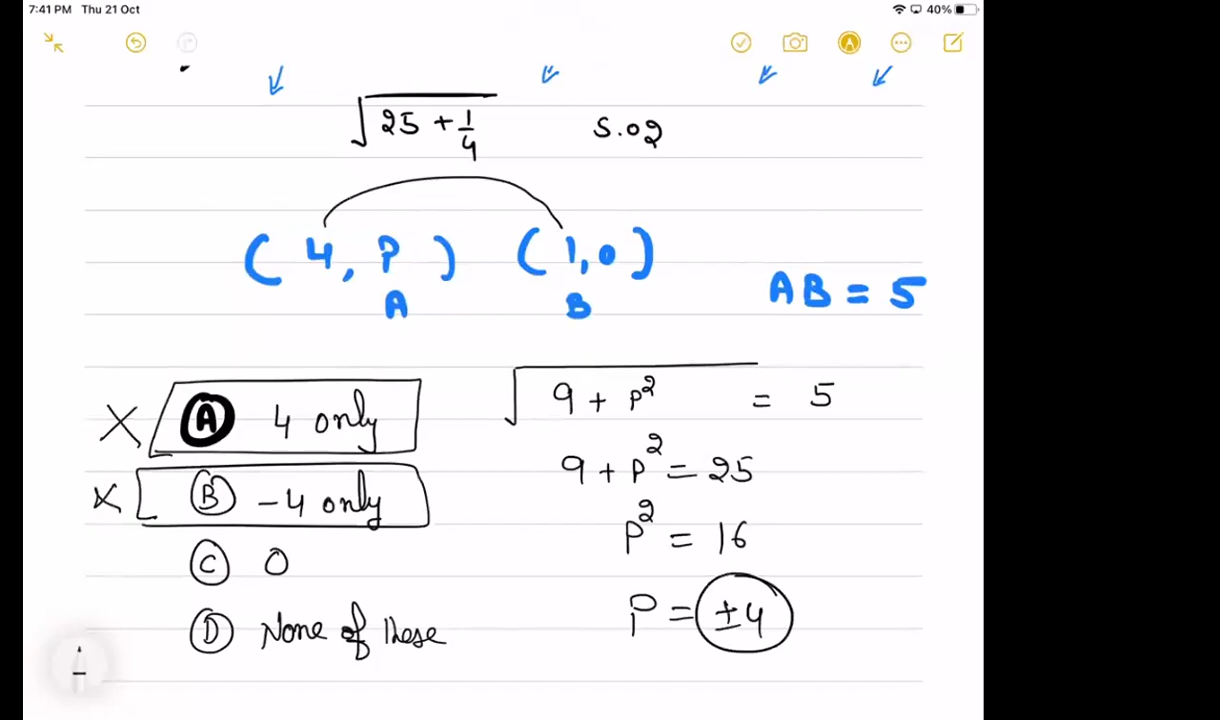 7:41 PM Thu 21 Oct 40%
√(25 + 1/4) 5.02
( 4, P ) (1,0)
A B AB = 5
X A 4 only √(9 + P²) = 5
X B -4 only 9 + P² = 25
P² = 16
C 0
D None of these P = ±4